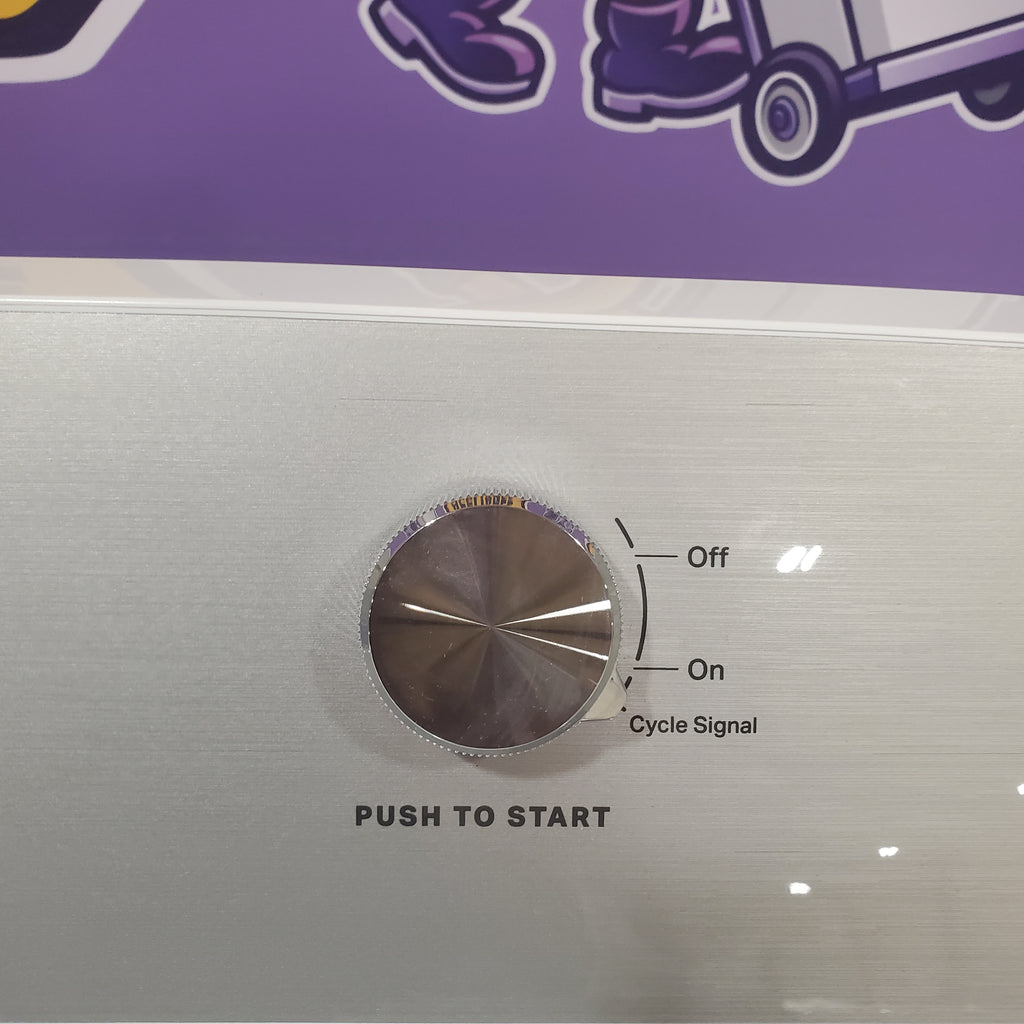 Off
On
Cycle Signal
PUSH TO START